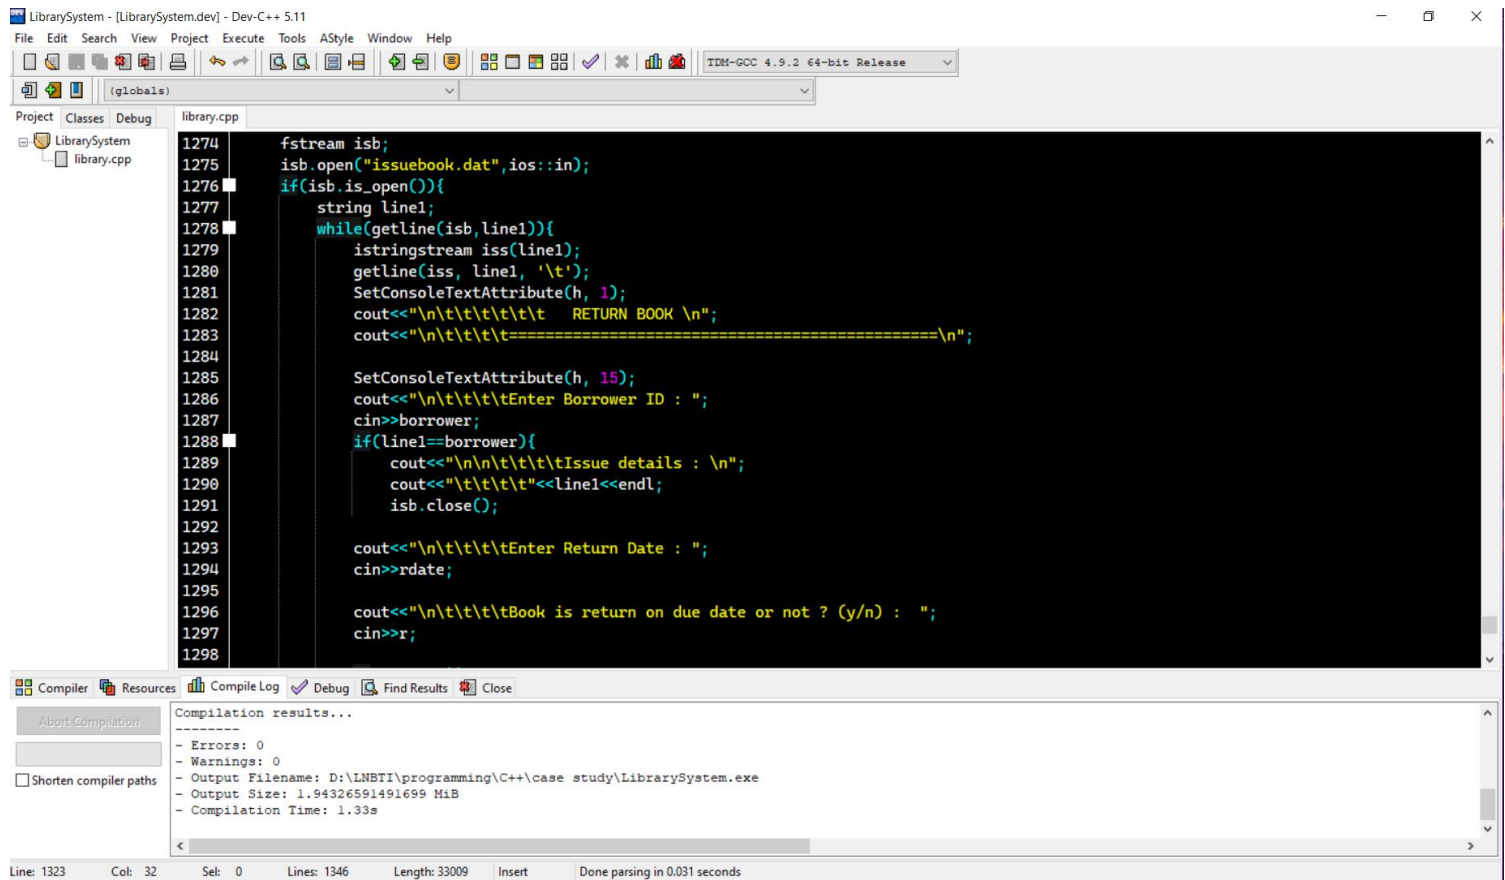 LibrarySystem - [LibrarySystem.dev] - Dev-C++ 5.11
File Edit Search View Project Execute Tools AStyle Window Help
TDM-GCC 4.9.2 64-bit Release
(globals)
Project Classes Debug library.cpp
LibrarySystem
library.cpp
1274 fstream isb;
1275 isb.open("issuebook.dat",ios::in);
1276 if(isb.is_open()){
1277 string line1;
1278 while(getline(isb,line1)){
1279 istringstream iss(line1);
1280 getline(iss, line1, '\t');
1281 SetConsoleTextAttribute(h, 1);
1282 cout<<"\n\t\t\t\t\t\t   RETURN BOOK \n";
1283 cout<<"\n\t\t\t\t===============================================\n";
1284
1285 SetConsoleTextAttribute(h, 15);
1286 cout<<"\n\t\t\t\tEnter Borrower ID : ";
1287 cin>>borrower;
1288 if(line1==borrower){
1289 cout<<"\n\n\t\t\t\tIssue details : \n";
1290 cout<<"\t\t\t\t"<<line1<<endl;
1291 isb.close();
1292
1293 cout<<"\n\t\t\t\tEnter Return Date : ";
1294 cin>>rdate;
1295
1296 cout<<"\n\t\t\t\tBook is return on due date or not ? (y/n) :  ";
1297 cin>>r;
1298
Compiler Resources Compile Log Debug Find Results Close
Abort Compilation
Shorten compiler paths
Compilation results...
--------
- Errors: 0
- Warnings: 0
- Output Filename: D:\LNBTI\programming\C++\case study\LibrarySystem.exe
- Output Size: 1.94326591491699 MiB
- Compilation Time: 1.33s
Line: 1323 Col: 32 Sel: 0 Lines: 1346 Length: 33009 Insert Done parsing in 0.031 seconds